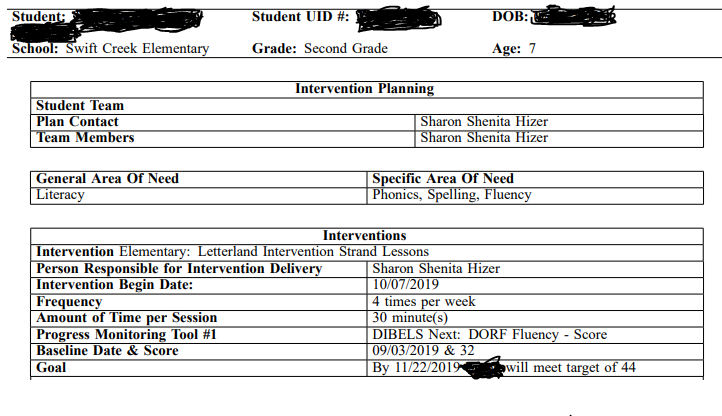 Student: Student UID #: DOB:
School: Swift Creek Elementary Grade: Second Grade Age: 7
Intervention Planning
Student Team
Plan Contact Sharon Shenita Hizer
Team Members Sharon Shenita Hizer
General Area Of Need Specific Area Of Need
Literacy Phonics, Spelling, Fluency
Interventions
Intervention Elementary: Letterland Intervention Strand Lessons
Person Responsible for Intervention Delivery Sharon Shenita Hizer
Intervention Begin Date: 10/07/2019
Frequency 4 times per week
Amount of Time per Session 30 minute(s)
Progress Monitoring Tool #1 DIBELS Next: DORF Fluency - Score
Baseline Date & Score 09/03/2019 & 32
Goal By 11/22/2019 will meet target of 44